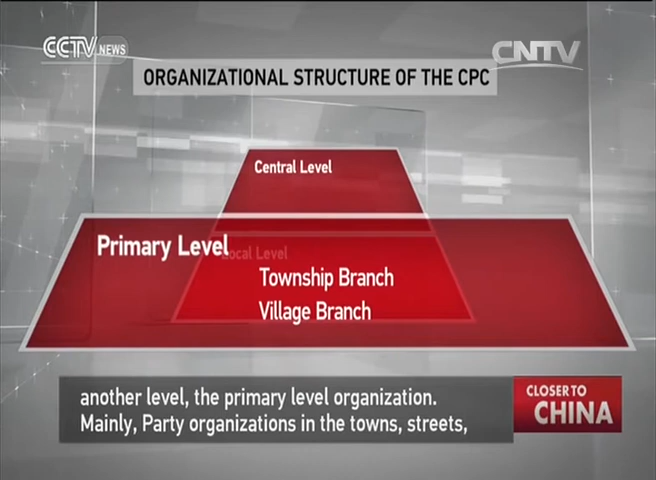 CCTV NEWS
CNTV
ORGANIZATIONAL STRUCTURE OF THE CPC
Central Level
Primary Level
Local Level
Township Branch
Village Branch
another level, the primary level organization.
Mainly, Party organizations in the towns, streets,
CLOSER TO
CHINA